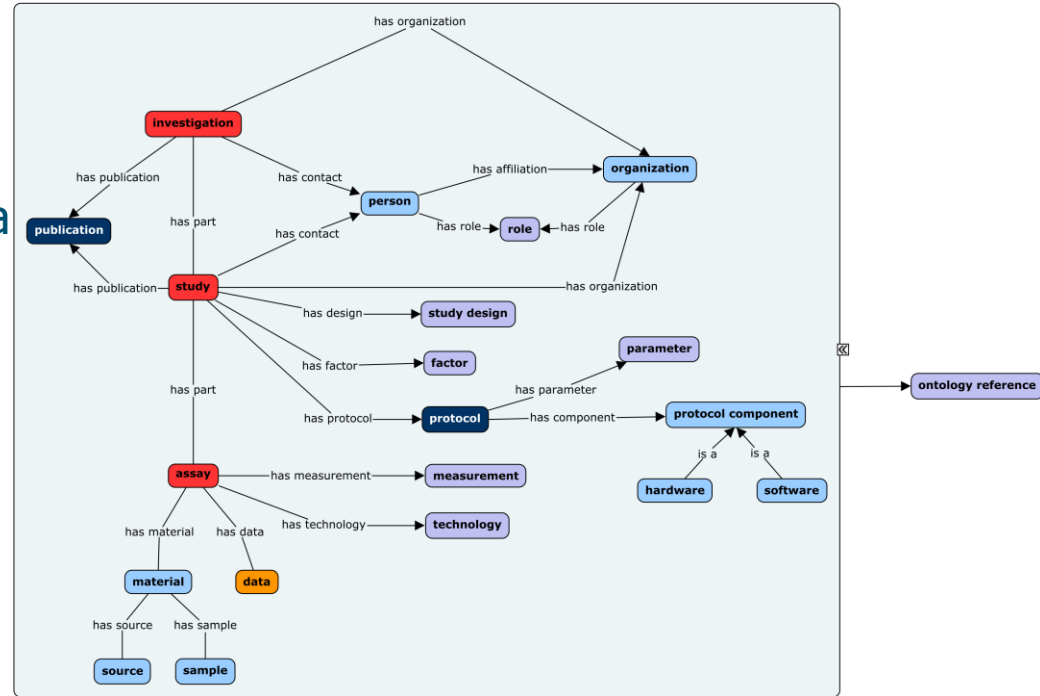 has organization
investigation
has publication
has contact
has affiliation
organization
person
a
publication
has part
has contact
has role
role
has role
has publication
study
has organization
has design
study design
parameter
has factor
factor
has parameter
has part
ontology reference
has protocol
protocol
has component
protocol component
is a
is a
assay
has measurement
measurement
hardware
software
has material
has data
has technology
technology
material
data
has source
has sample
source
sample